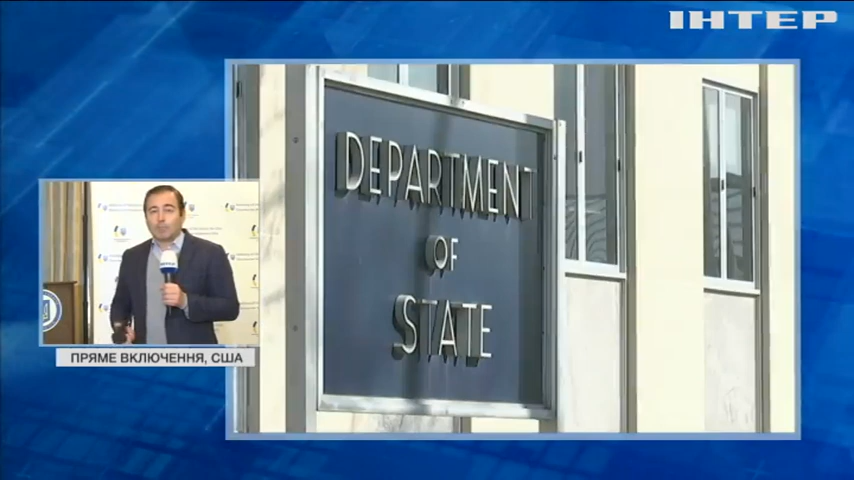 ІНТЕР
DEPARTMENT
OF
STATE
ПРЯМЕ ВКЛЮЧЕННЯ, США